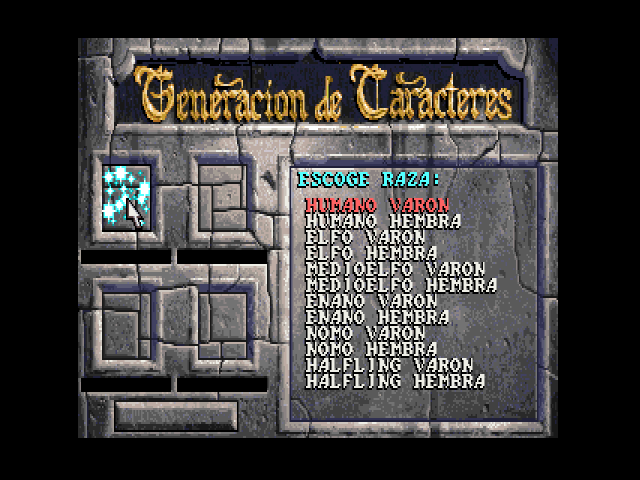 Generacion de Caracteres
ESCOGE RAZA:
HUMANO VARON
HUMANO HEMBRA
ELFO VARON
ELFO HEMBRA
MEDIOELFO VARON
MEDIOELFO HEMBRA
ENANO VARON
ENANO HEMBRA
NOMO VARON
NOMO HEMBRA
HALFLING VARON
HALFLING HEMBRA